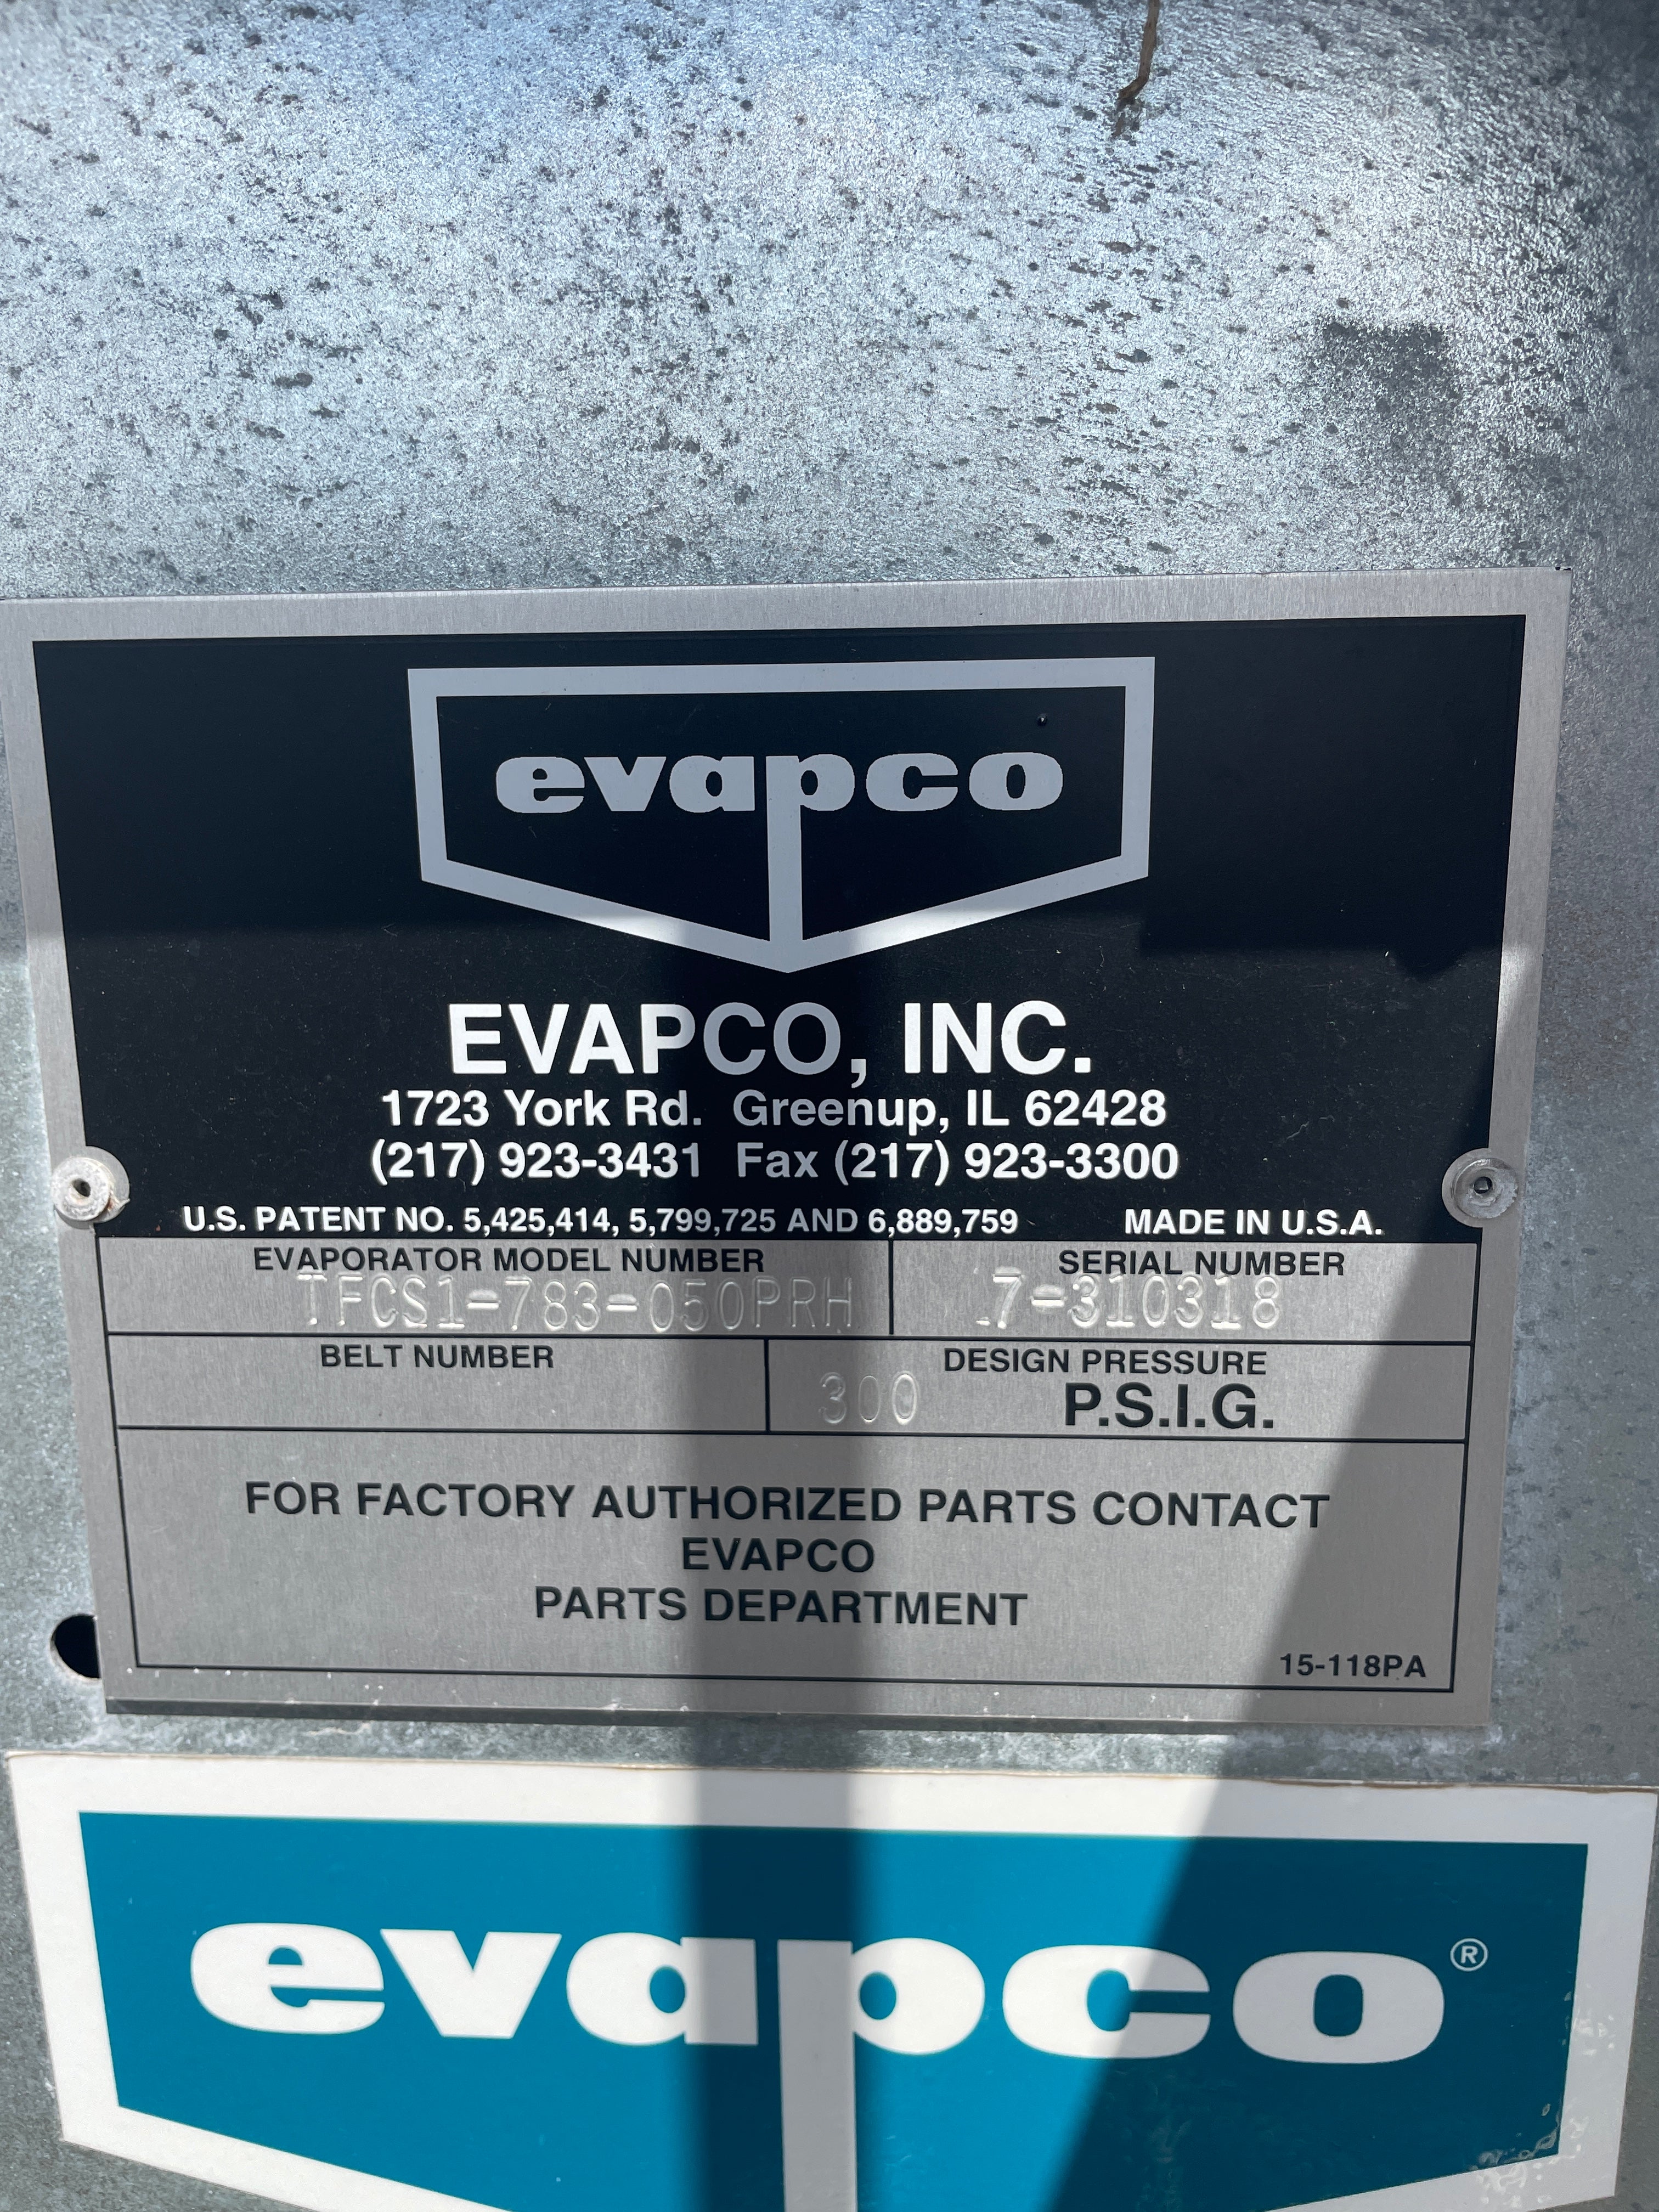 evapco
EVAPCO, INC.
1723 York Rd. Greenup, IL 62428
(217) 923-3431 Fax (217) 923-3300
U.S. PATENT NO. 5,425,414, 5,799,725 AND 6,889,759 MADE IN U.S.A.
EVAPORATOR MODEL NUMBER SERIAL NUMBER
TFCS1-783-050PRH 7-310318
BELT NUMBER DESIGN PRESSURE
300 P.S.I.G.
FOR FACTORY AUTHORIZED PARTS CONTACT
EVAPCO
PARTS DEPARTMENT
15-118PA
evapco®